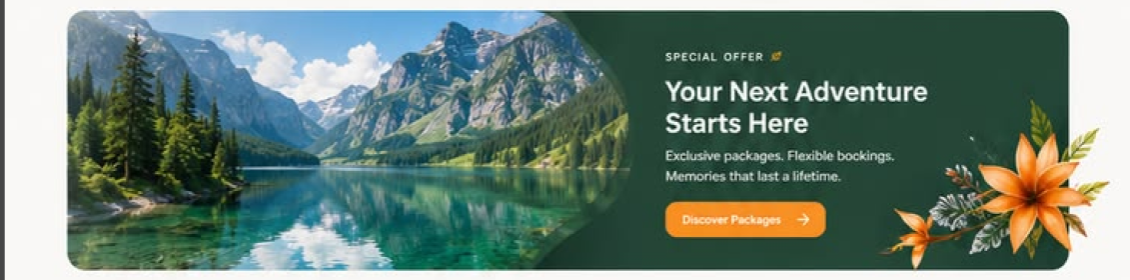 SPECIAL OFFER
Your Next Adventure
Starts Here
Exclusive packages. Flexible bookings.
Memories that last a lifetime.
Discover Packages →